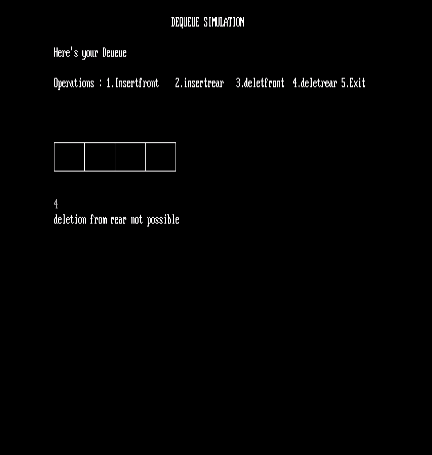 DEQUEUE SIMULATION
Here's your Deueue
Operations : 1.Insertfront 2.insertrear 3.deletfront 4.deletrear 5.Exit
4
deletion from rear not possible